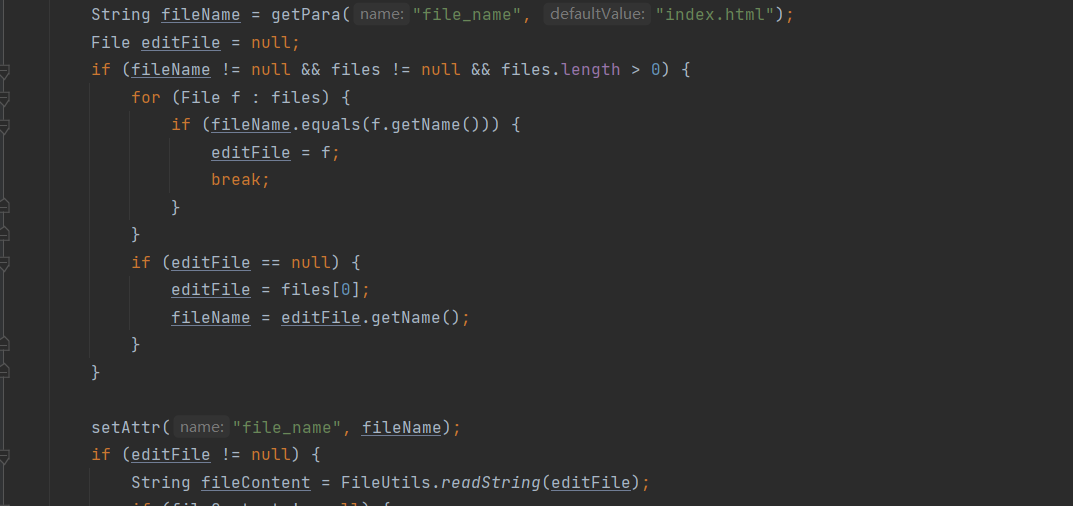 String fileName = getPara( name: "file_name", defaultValue: "index.html");
File editFile = null;
if (fileName != null && files != null && files.length > 0) {
for (File f : files) {
if (fileName.equals(f.getName())) {
editFile = f;
break;
}
}
if (editFile == null) {
editFile = files[0];
fileName = editFile.getName();
}
}
setAttr( name: "file_name", fileName);
if (editFile != null) {
String fileContent = FileUtils.readString(editFile);